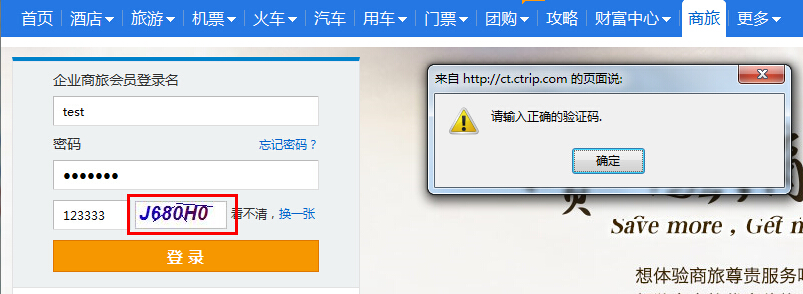 首页 酒店 旅游 机票 火车 汽车 用车 门票 团购 攻略 财富中心 商旅 更多
企业商旅会员登录名
test
密码 忘记密码？
123333 J680H0 看不清，换一张
登 录
来自 http://ct.ctrip.com 的页面说:
请输入正确的验证码.
确定
Save more , Get m
想体验商旅尊贵服务